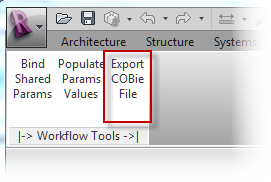 Architecture Structure Systems
Bind Populate Export
Shared Params COBie
Params Values File
|-> Workflow Tools ->|